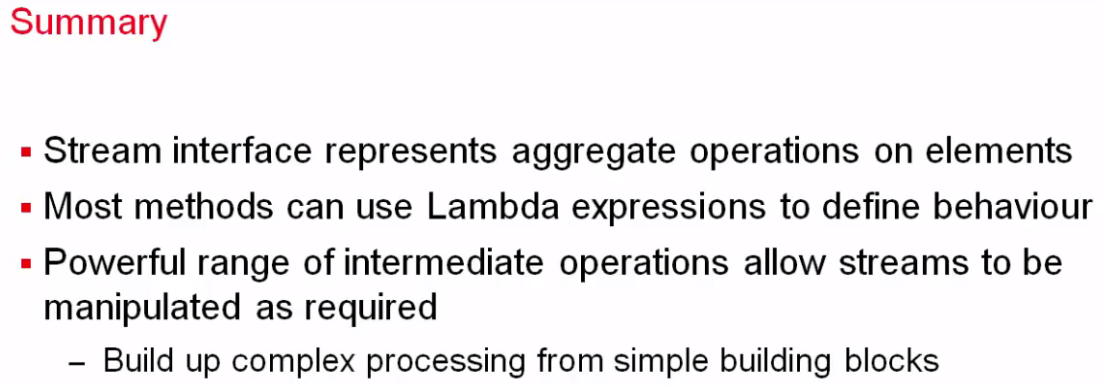 Summary
▪ Stream interface represents aggregate operations on elements
▪ Most methods can use Lambda expressions to define behaviour
▪ Powerful range of intermediate operations allow streams to be
manipulated as required
– Build up complex processing from simple building blocks